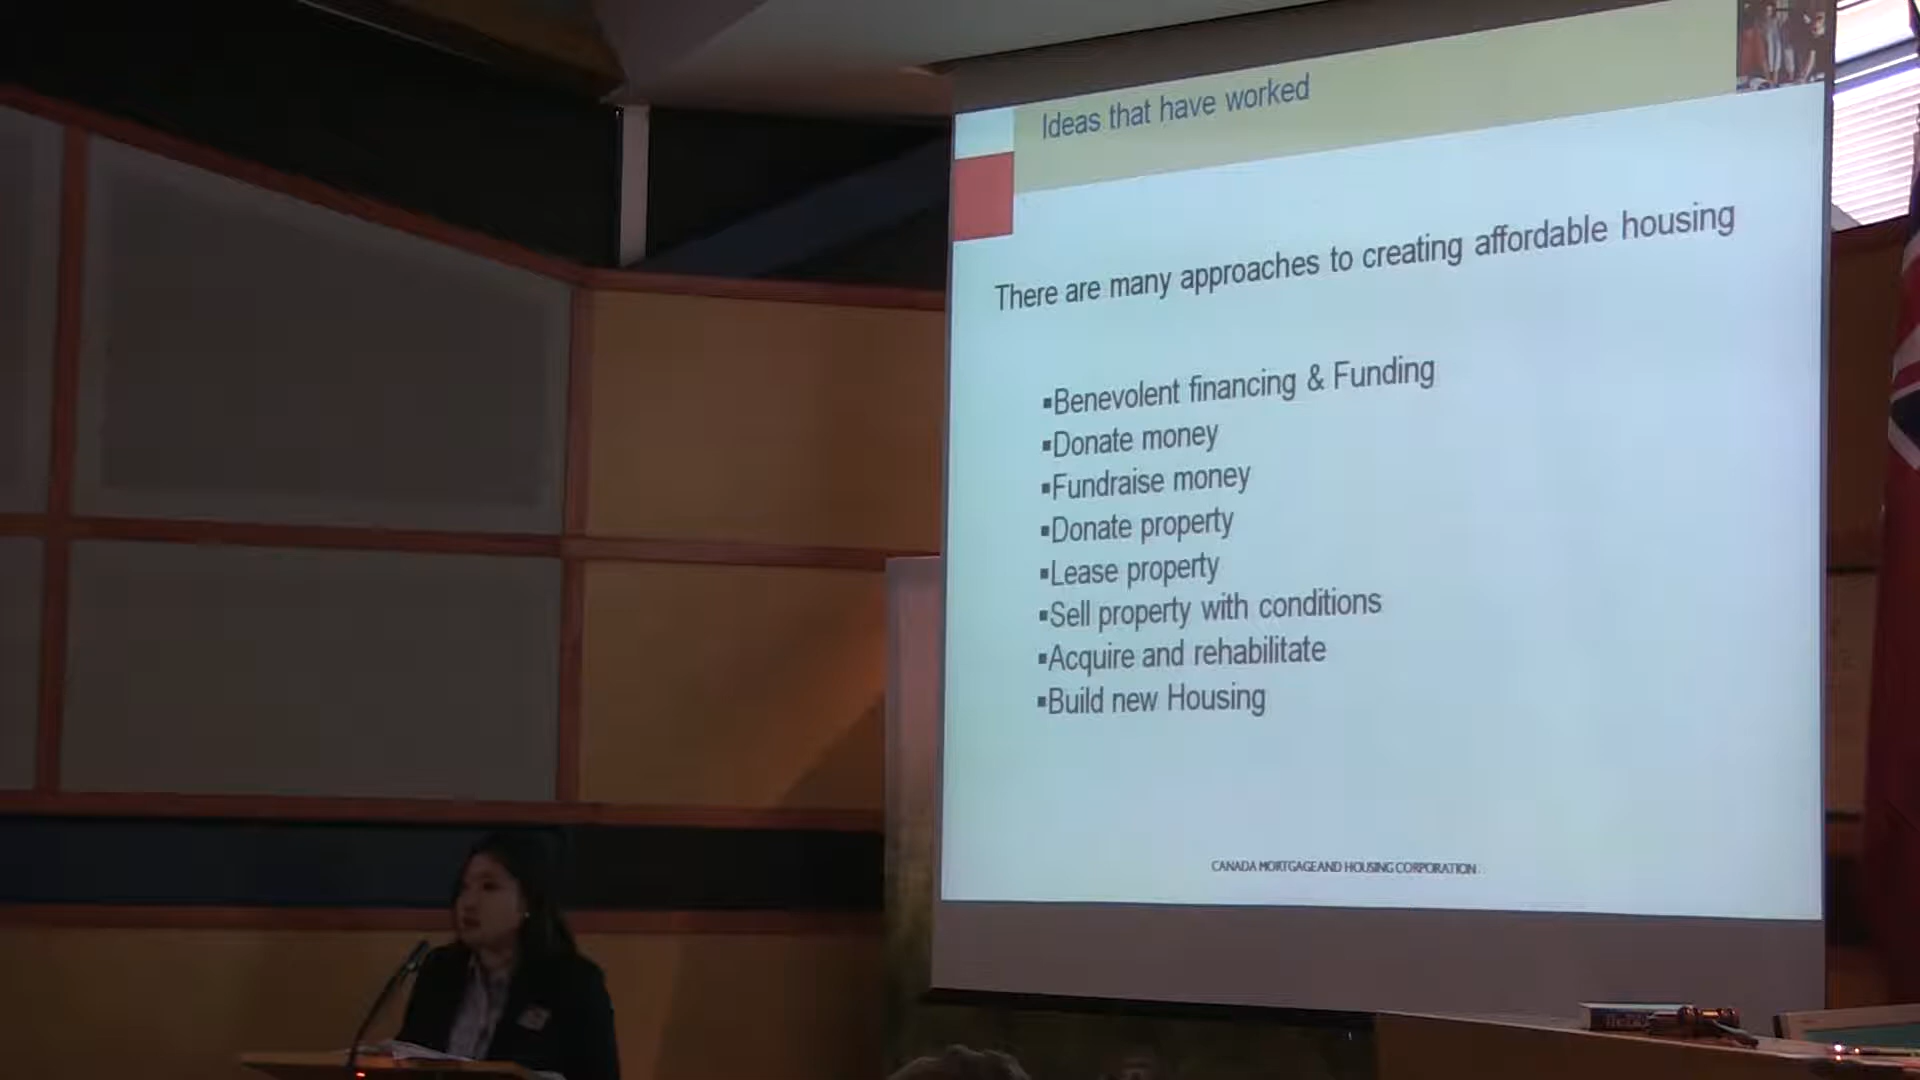 Ideas that have worked
There are many approaches to creating affordable housing
▪Benevolent financing & Funding
▪Donate money
▪Fundraise money
▪Donate property
▪Lease property
▪Sell property with conditions
▪Acquire and rehabilitate
▪Build new Housing
CANADA MORTGAGE AND HOUSING CORPORATION